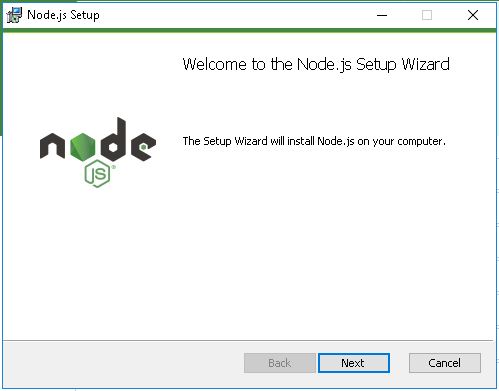 Node.js Setup
Welcome to the Node.js Setup Wizard
node
JS
The Setup Wizard will install Node.js on your computer.
Back
Next
Cancel